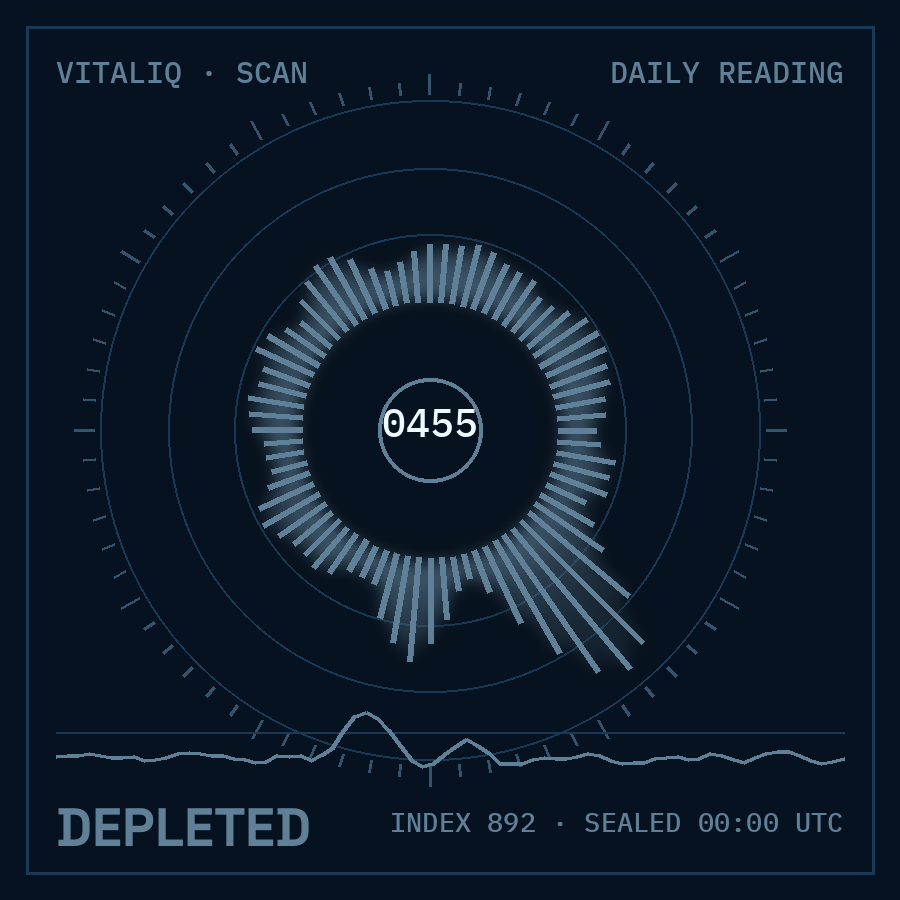 VITALIQ · SCAN
DAILY READING
0455
DEPLETED
INDEX 892 · SEALED 00:00 UTC